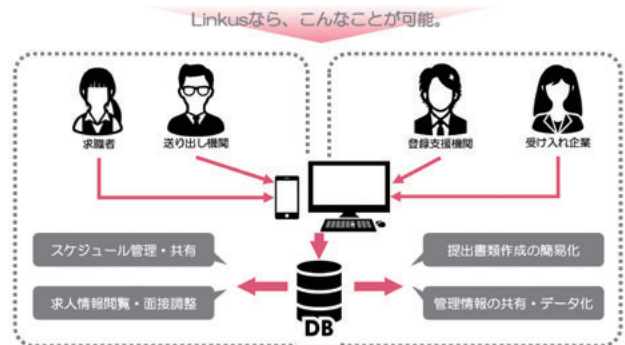 Linkusなら、こんなことが可能。
求職者
送り出し機関
登録支援機関
受け入れ企業
スケジュール管理・共有
提出書類作成の簡易化
求人情報閲覧・面接調整
管理情報の共有・データ化
DB